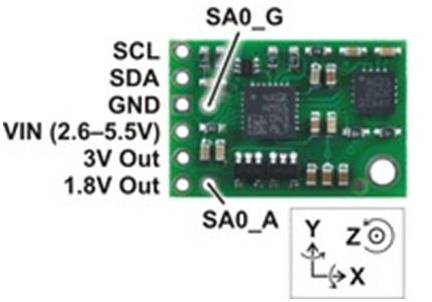 SA0_G
SCL
SDA
GND
VIN (2.6–5.5V)
3V Out
1.8V Out
SA0_A
Y
Z
X